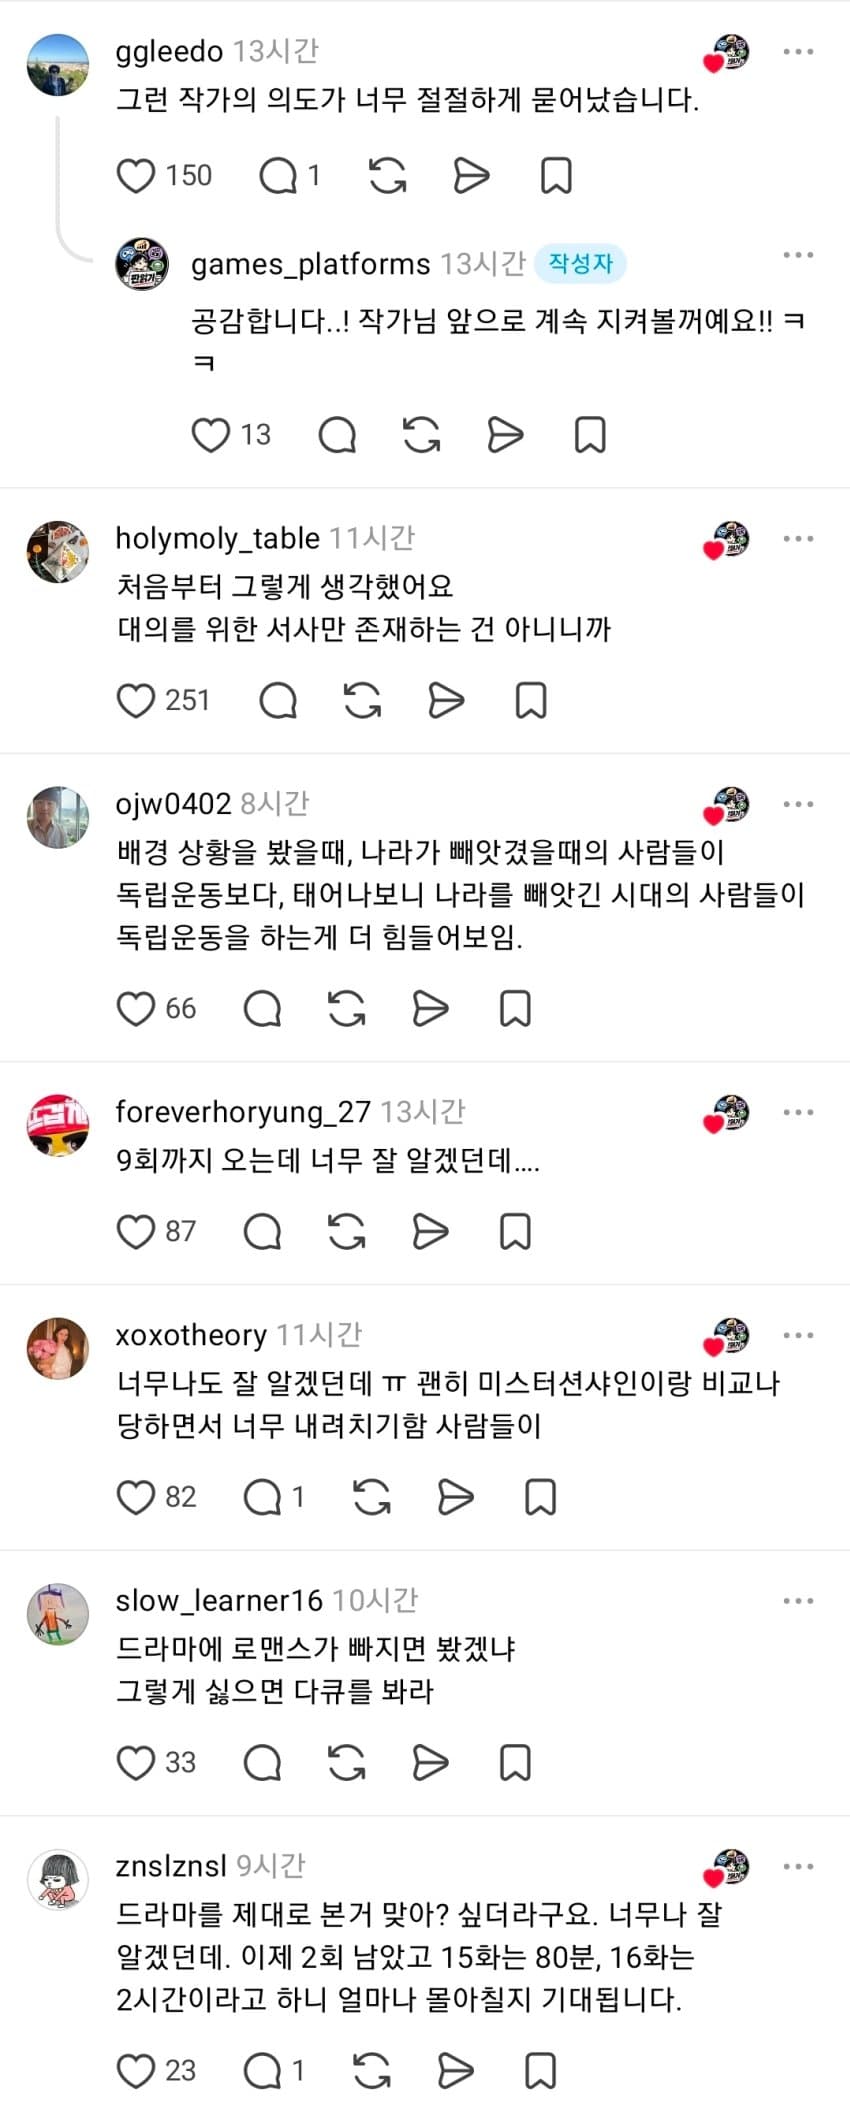 ggleedo 13시간
그런 작가의 의도가 너무 절절하게 묻어났습니다.
150 1
games_platforms 13시간 작성자
공감합니다..! 작가님 앞으로 계속 지켜볼꺼예요!! ㅋ
ㅋ
13
holymoly_table 11시간
처음부터 그렇게 생각했어요
대의를 위한 서사만 존재하는 건 아니니까
251
ojw0402 8시간
배경 상황을 봤을때, 나라가 빼앗겼을때의 사람들이
독립운동보다, 태어나보니 나라를 빼앗긴 시대의 사람들이
독립운동을 하는게 더 힘들어보임.
66
foreverhoryung_27 13시간
9회까지 오는데 너무 잘 알겠던데....
87
xoxotheory 11시간
너무나도 잘 알겠던데 ㅠ 괜히 미스터션샤인이랑 비교나
당하면서 너무 내려치기함 사람들이
82 1
slow_learner16 10시간
드라마에 로맨스가 빠지면 봤겠냐
그렇게 싫으면 다큐를 봐라
33
znslznsl 9시간
드라마를 제대로 본거 맞아? 싶더라구요. 너무나 잘
알겠던데. 이제 2회 남았고 15화는 80분, 16화는
2시간이라고 하니 얼마나 몰아칠지 기대됩니다.
23 1